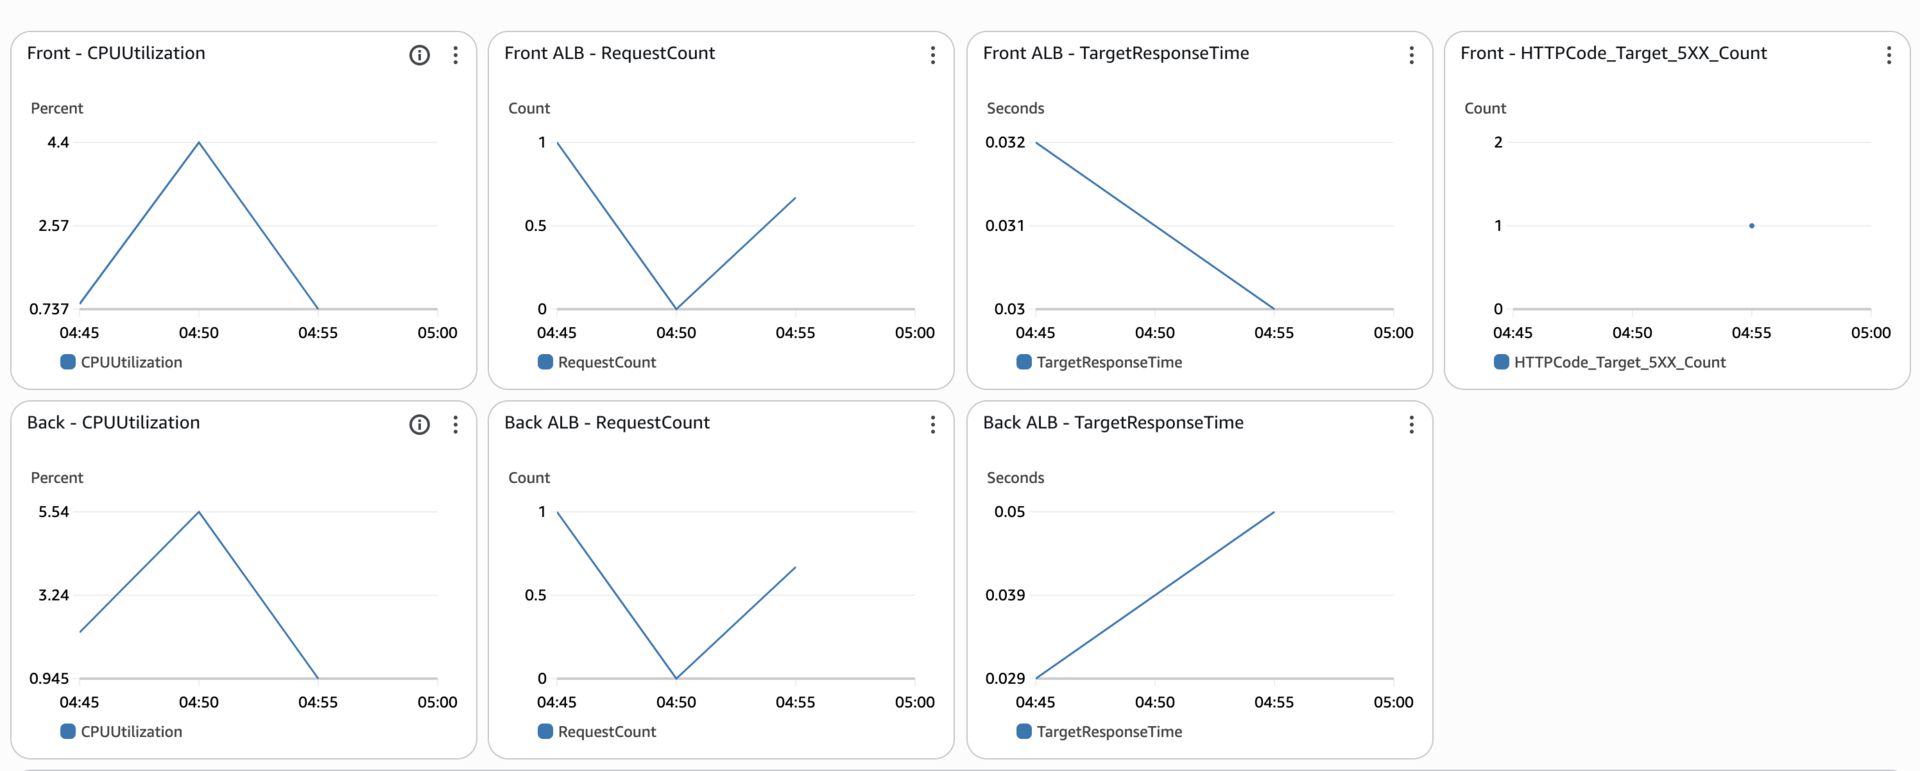 Front - CPUUtilization
Percent
4.4
2.57
0.737
04:45 04:50 04:55 05:00
CPUUtilization
Front ALB - RequestCount
Count
1
0.5
0
04:45 04:50 04:55 05:00
RequestCount
Front ALB - TargetResponseTime
Seconds
0.032
0.031
0.03
04:45 04:50 04:55 05:00
TargetResponseTime
Front - HTTPCode_Target_5XX_Count
Count
2
1
0
04:45 04:50 04:55 05:00
HTTPCode_Target_5XX_Count
Back - CPUUtilization
Percent
5.54
3.24
0.945
04:45 04:50 04:55 05:00
CPUUtilization
Back ALB - RequestCount
Count
1
0.5
0
04:45 04:50 04:55 05:00
RequestCount
Back ALB - TargetResponseTime
Seconds
0.05
0.039
0.029
04:45 04:50 04:55 05:00
TargetResponseTime